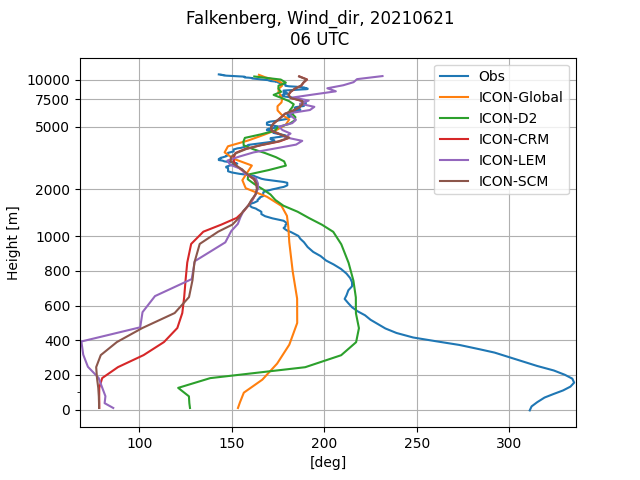 Falkenberg, Wind_dir, 20210621
06 UTC
Obs
ICON-Global
ICON-D2
ICON-CRM
ICON-LEM
ICON-SCM
Height [m]
10000
7500
5000
2000
1000
800
600
400
200
0
100
150
200
250
300
[deg]